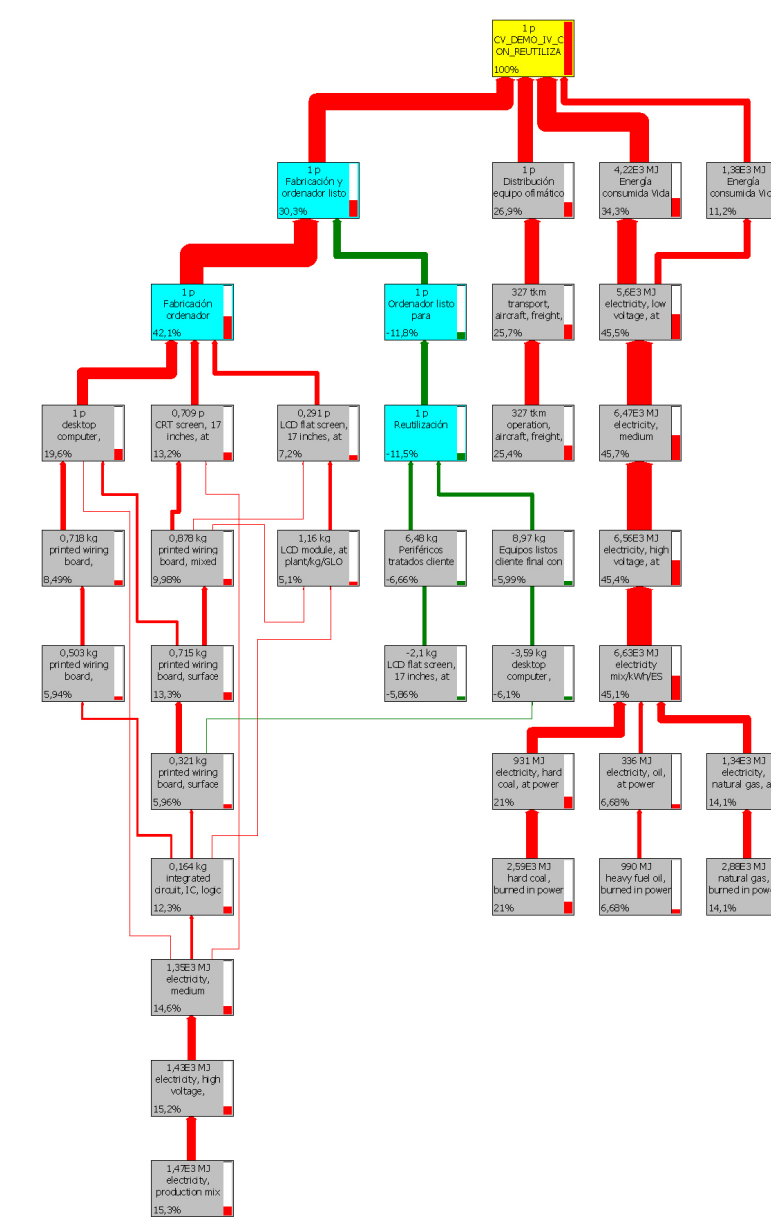 1 p
CV_DEMO_IV_C
ON_REUTILIZA
100%
1 p
Fabricación y
ordenador listo
30,3%
1 p
Distribución
equipo ofimático
26,9%
4,22E3 MJ
Energía
consumida Vida
34,3%
1,38E3 MJ
Energía
consumida Vid
11,2%
1 p
Fabricación
ordenador
42,1%
1 p
Ordenador listo
para
-11,8%
327 tkm
transport,
aircraft, freight,
25,7%
5,6E3 MJ
electricity, low
voltage, at
45,5%
1 p
desktop
computer,
19,6%
0,709 p
CRT screen, 17
inches, at
13,2%
0,291 p
LCD flat screen,
17 inches, at
7,2%
1 p
Reutilización
-11,5%
327 tkm
operation,
aircraft, freight,
25,4%
6,47E3 MJ
electricity,
medium
45,7%
0,718 kg
printed wiring
board,
8,49%
0,878 kg
printed wiring
board, mixed
9,98%
1,16 kg
LCD module, at
plant/kg/GLO
5,1%
6,48 kg
Periféricos
tratados cliente
-6,66%
8,97 kg
Equipos listos
cliente final con
-5,99%
6,56E3 MJ
electricity, high
voltage, at
45,4%
0,503 kg
printed wiring
board,
5,94%
0,715 kg
printed wiring
board, surface
13,3%
-2,1 kg
LCD flat screen,
17 inches, at
-5,86%
-3,59 kg
desktop
computer,
-6,1%
6,63E3 MJ
electricity
mix/kWh/ES
45,1%
0,321 kg
printed wiring
board, surface
5,96%
931 MJ
electricity, hard
coal, at power
21%
336 MJ
electricity, oil,
at power
6,68%
1,34E3 MJ
electricity,
natural gas, a
14,1%
0,164 kg
integrated
circuit, IC, logic
12,3%
2,59E3 MJ
hard coal,
burned in power
21%
990 MJ
heavy fuel oil,
burned in power
6,68%
2,88E3 MJ
natural gas,
burned in pow
14,1%
1,35E3 MJ
electricity,
medium
14,6%
1,43E3 MJ
electricity, high
voltage,
15,2%
1,47E3 MJ
electricity,
production mix
15,3%